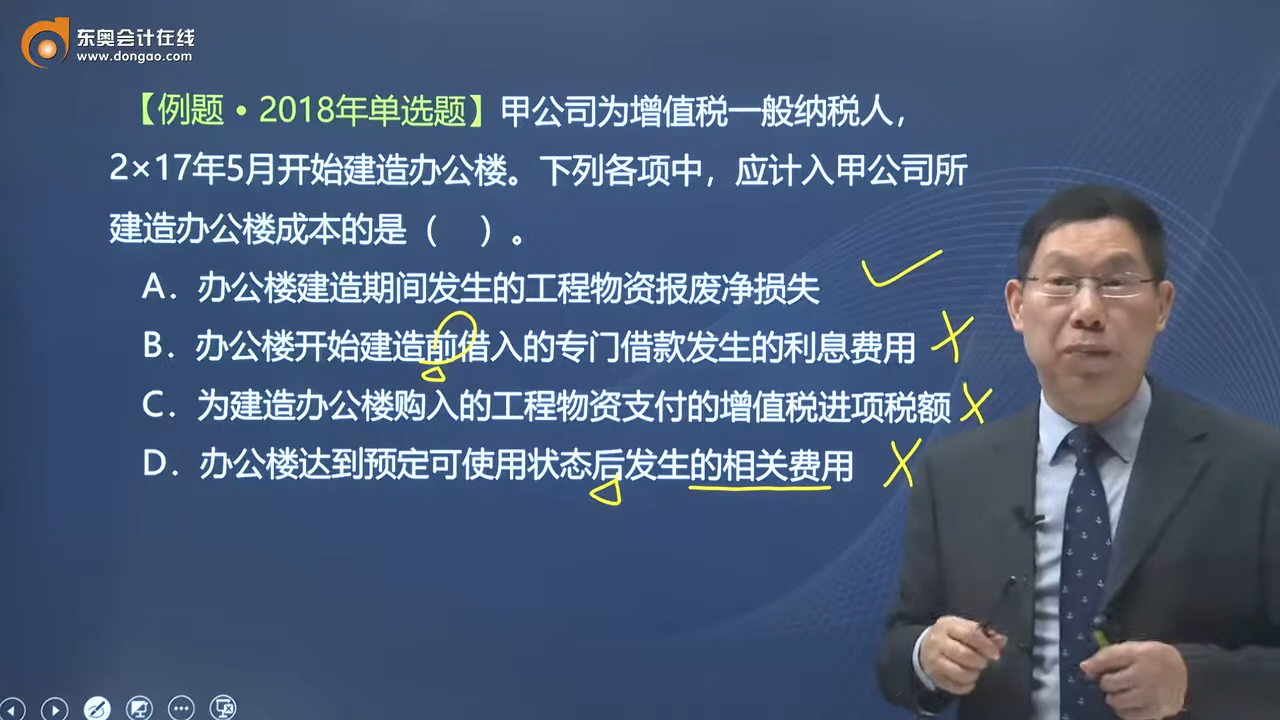 东奥会计在线
www.dongao.com
【例题·2018年单选题】甲公司为增值税一般纳税人，
2×17年5月开始建造办公楼。下列各项中，应计入甲公司所
建造办公楼成本的是（　）。
A．办公楼建造期间发生的工程物资报废净损失
B．办公楼开始建造前借入的专门借款发生的利息费用
C．为建造办公楼购入的工程物资支付的增值税进项税额
D．办公楼达到预定可使用状态后发生的相关费用